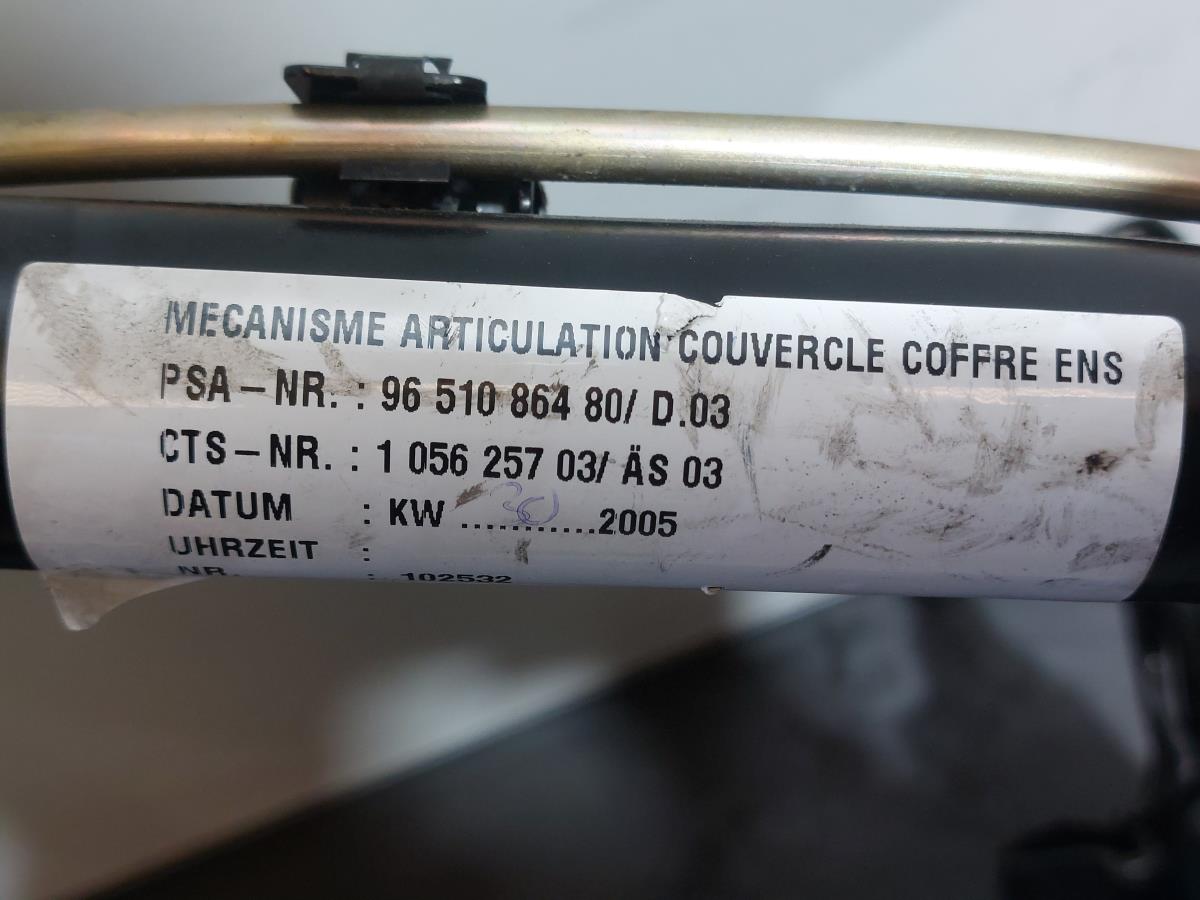 MECANISME ARTICULATION COUVERCLE COFFRE ENS
PSA-NR. : 96 510 864 80/ D.03
CTS-NR. : 1 056 257 03/ ÄS 03
DATUM : KW ...........2005
UHRZEIT :
NR. : 102532